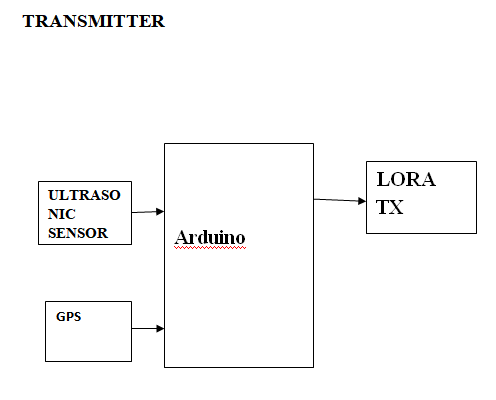 TRANSMITTER
ULTRASO
NIC
SENSOR
Arduino
LORA
TX
GPS